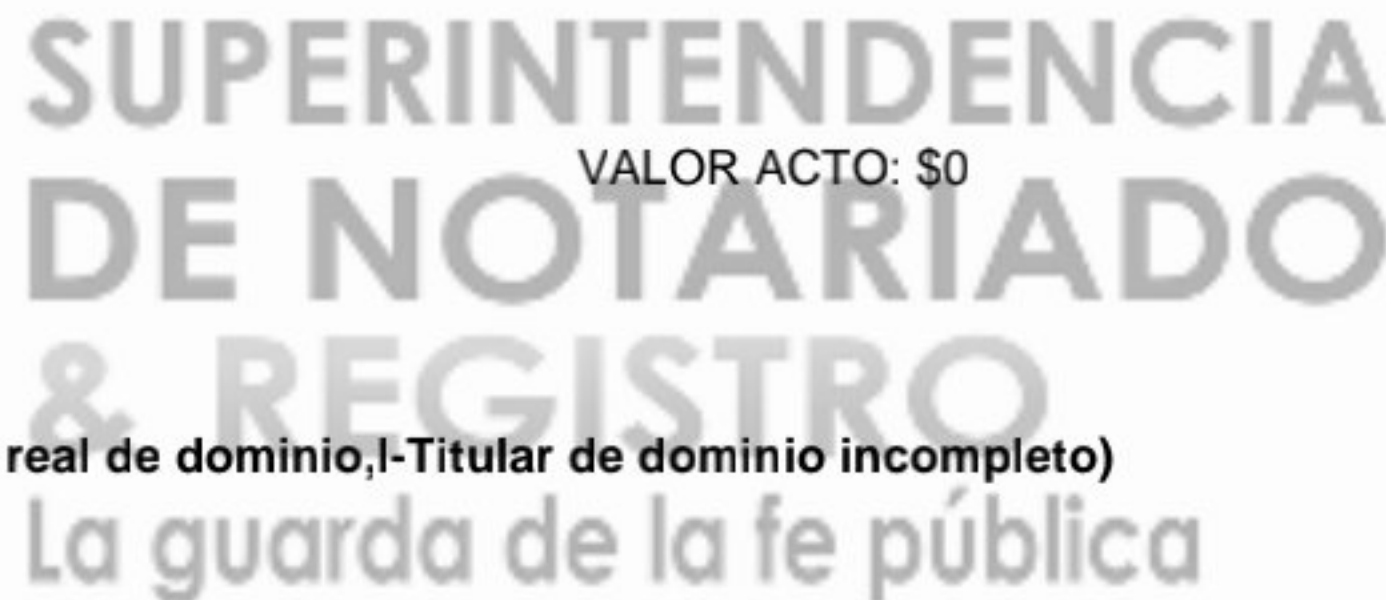 SUPERINTENDENCIA
VALOR ACTO: $0
DE NOTARIADO
& REGISTRO
real de dominio,I-Titular de dominio incompleto)
La guarda de la fe pública